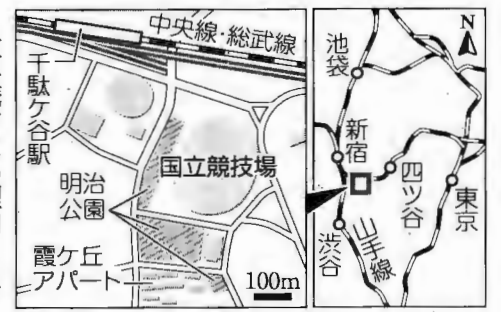 中央線・総武線
千駄ケ谷駅
国立競技場
明治
公園
霞ケ丘
アパート
100m
N
池袋
新宿
四ツ谷
東京
渋谷
山手線